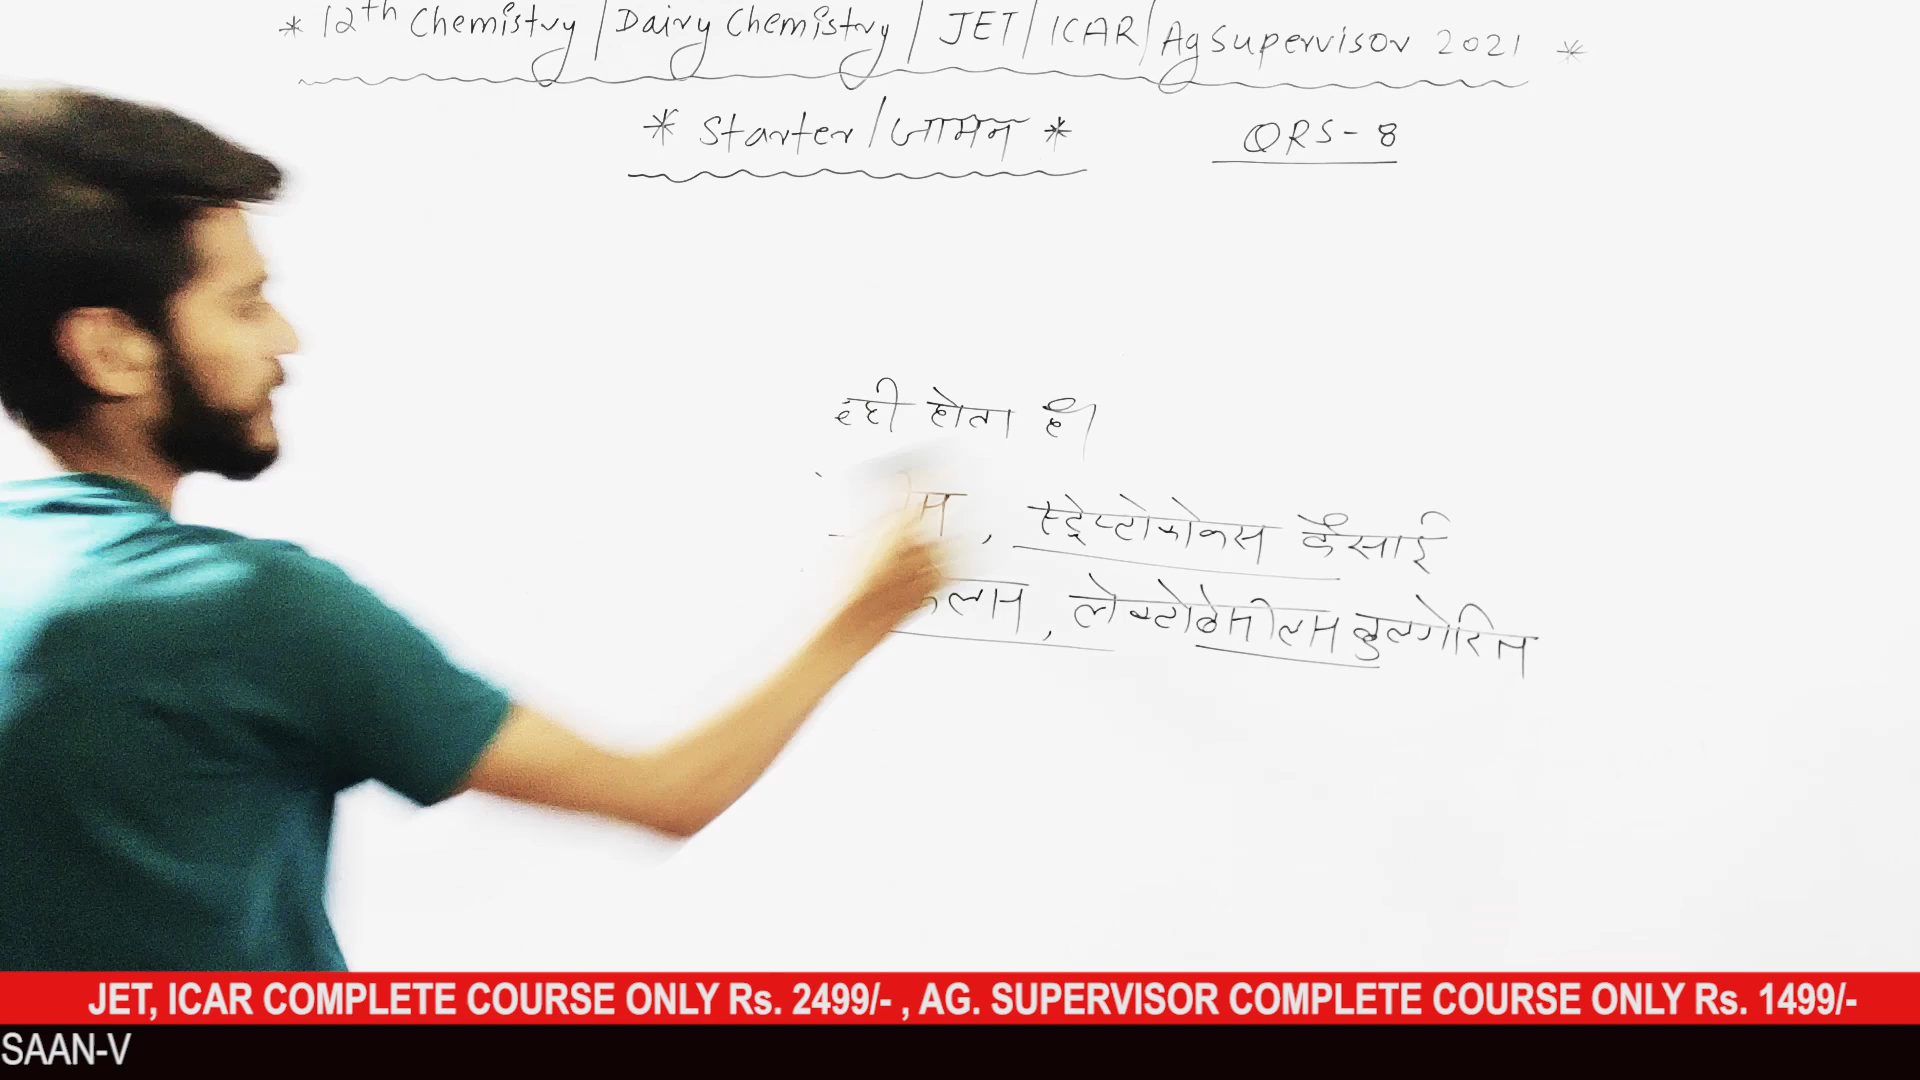 * 12th Chemistry / Dairy Chemistry / JET / ICAR / Ag Supervisor 2021 *
* Starter / जामन *
QRS - 8
दही होता है।
, स्ट्रेप्टोकोकस
, लेक्टोबेसीलस
JET, ICAR COMPLETE COURSE ONLY Rs. 2499/- , AG. SUPERVISOR COMPLETE COURSE ONLY Rs. 1499/-
SAAN-V